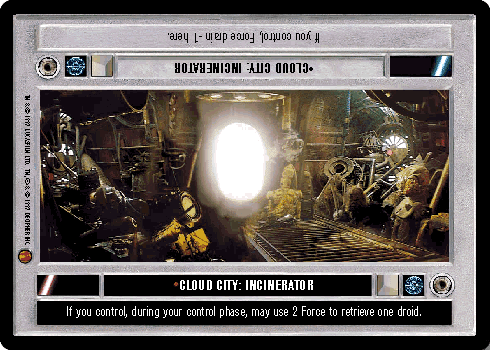 If you control, Force drain -1 here.
•CLOUD CITY: INCINERATOR
•CLOUD CITY: INCINERATOR
If you control, during your control phase, may use 2 Force to retrieve one droid.